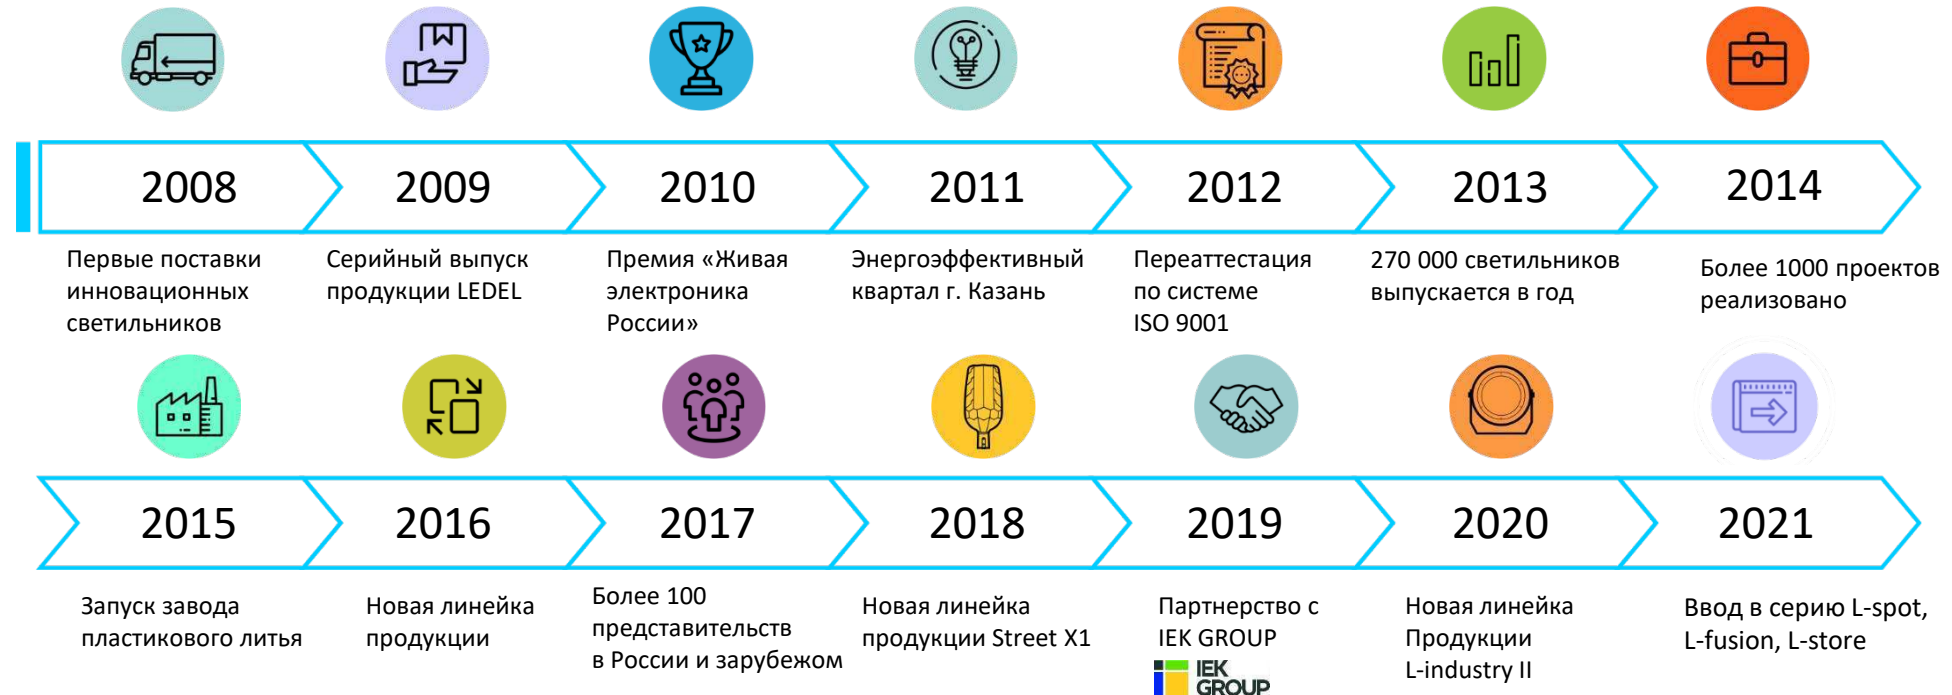 2008
2009
2010
2011
2012
2013
2014
Первые поставки
инновационных
светильников
Серийный выпуск
продукции LEDEL
Премия «Живая
электроника
России»
Энергоэффективный
квартал г. Казань
Переаттестация
по системе
ISO 9001
270 000 светильников
выпускается в год
Более 1000 проектов
реализовано
2015
2016
2017
2018
2019
2020
2021
Запуск завода
пластикового литья
Новая линейка
продукции
Более 100
представительств
в России и зарубежом
Новая линейка
продукции Street X1
Партнерство с
IEK GROUP
IEK
GROUP
Новая линейка
Продукции
L-industry II
Ввод в серию L-spot,
L-fusion, L-store